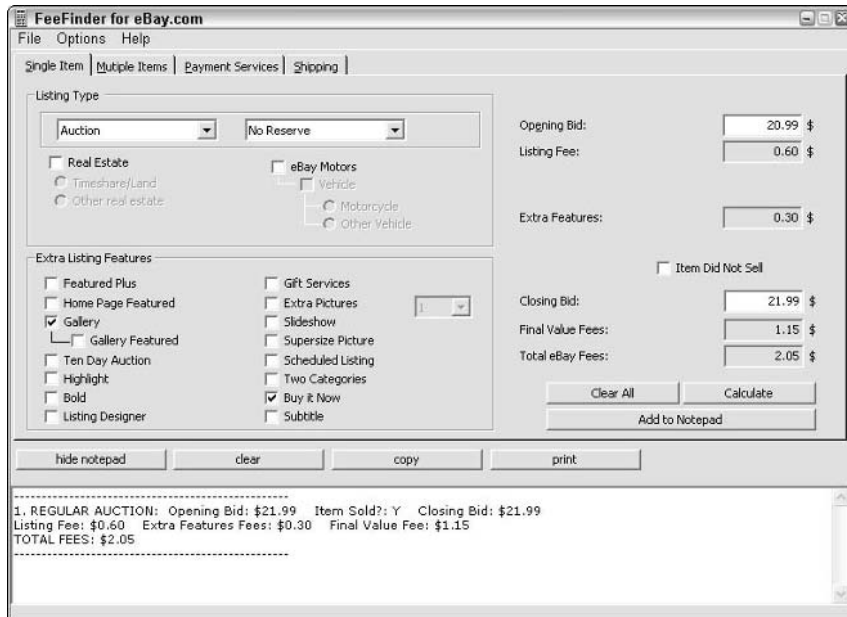 FeeFinder for eBay.com
File Options Help
Single Item Mutiple Items Payment Services Shipping
Listing Type
Auction No Reserve
Real Estate
Timeshare/Land
Other real estate
eBay Motors
Vehicle
Motorcycle
Other Vehicle
Extra Listing Features
Featured Plus
Home Page Featured
Gallery
Gallery Featured
Ten Day Auction
Highlight
Bold
Listing Designer
Gift Services
Extra Pictures 1
Slideshow
Supersize Picture
Scheduled Listing
Two Categories
Buy it Now
Subtitle
Opening Bid: 20.99 $
Listing Fee: 0.60 $
Extra Features: 0.30 $
Item Did Not Sell
Closing Bid: 21.99 $
Final Value Fees: 1.15 $
Total eBay Fees: 2.05 $
Clear All Calculate
Add to Notepad
hide notepad clear copy print
--------------------------------------------------
1. REGULAR AUCTION: Opening Bid: $21.99 Item Sold?: Y Closing Bid: $21.99
Listing Fee: $0.60 Extra Features Fees: $0.30 Final Value Fee: $1.15
TOTAL FEES: $2.05
--------------------------------------------------